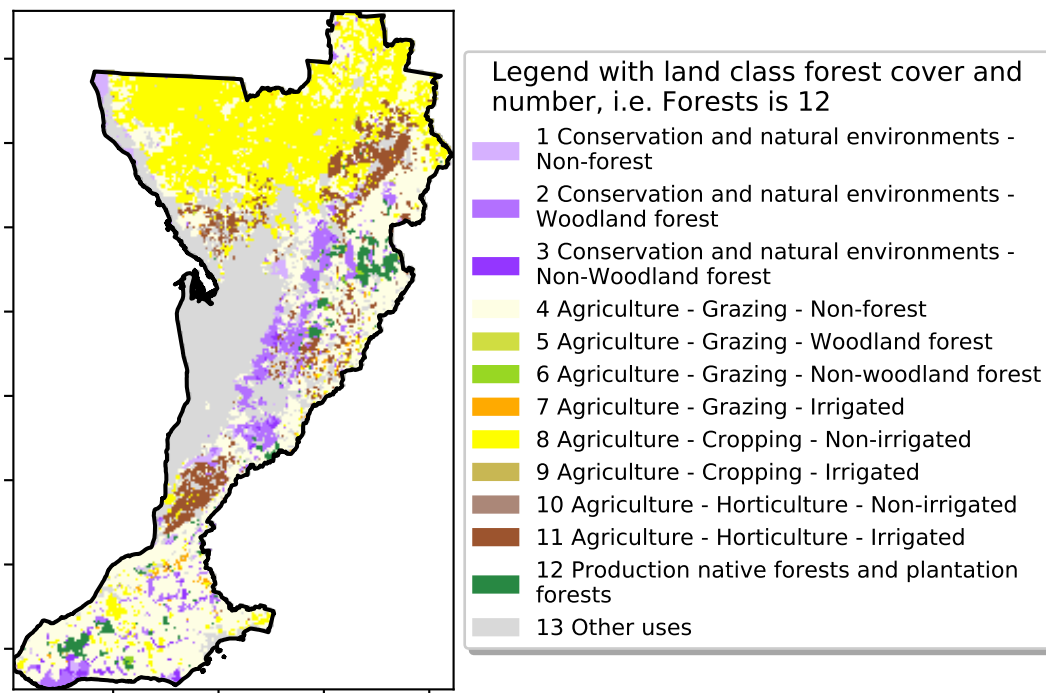 Legend with land class forest cover and
number, i.e. Forests is 12
1 Conservation and natural environments -
Non-forest
2 Conservation and natural environments -
Woodland forest
3 Conservation and natural environments -
Non-Woodland forest
4 Agriculture - Grazing - Non-forest
5 Agriculture - Grazing - Woodland forest
6 Agriculture - Grazing - Non-woodland forest
7 Agriculture - Grazing - Irrigated
8 Agriculture - Cropping - Non-irrigated
9 Agriculture - Cropping - Irrigated
10 Agriculture - Horticulture - Non-irrigated
11 Agriculture - Horticulture - Irrigated
12 Production native forests and plantation
forests
13 Other uses